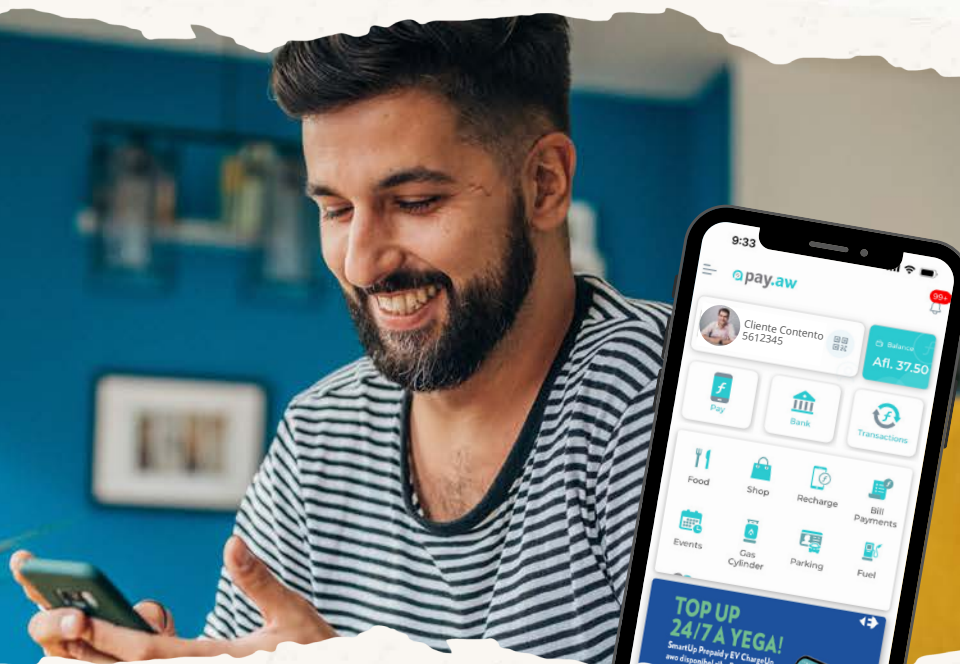 9:33
pay.aw
99+
Cliente Contento
5612345
Balance
Afl. 37.50
Pay
Bank
Transactions
Food
Shop
Recharge
Bill
Payments
Events
Gas
Cylinder
Parking
Fuel
TOP UP
24/7 A YEGA!
SmartUp Prepaid y EV ChargeUp
awo disponibel